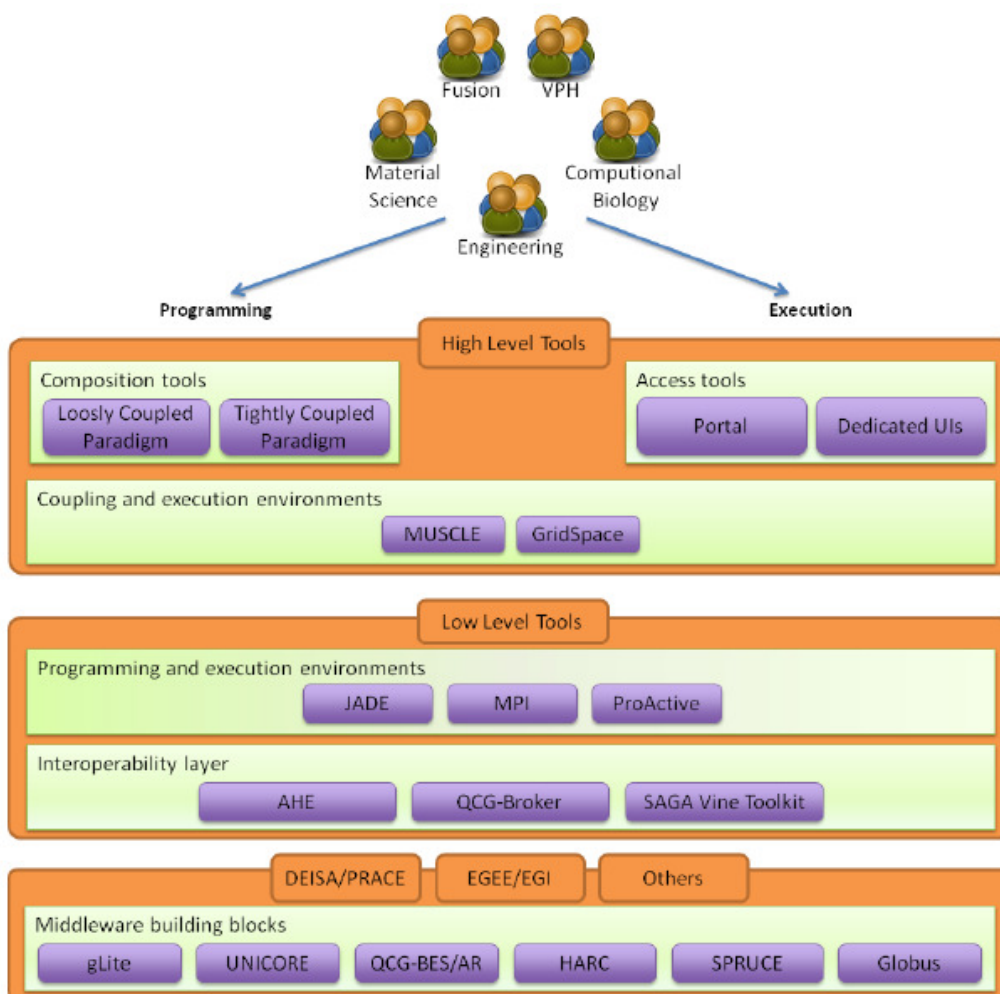 Fusion
VPH
Material
Science
Computional
Biology
Engineering
Programming
Execution
High Level Tools
Composition tools
Loosly Coupled
Paradigm
Tightly Coupled
Paradigm
Access tools
Portal
Dedicated UIs
Coupling and execution environments
MUSCLE
GridSpace
Low Level Tools
Programming and execution environments
JADE
MPI
ProActive
Interoperability layer
AHE
QCG-Broker
SAGA Vine Toolkit
DEISA/PRACE
EGEE/EGI
Others
Middleware building blocks
gLite
UNICORE
QCG-BES/AR
HARC
SPRUCE
Globus